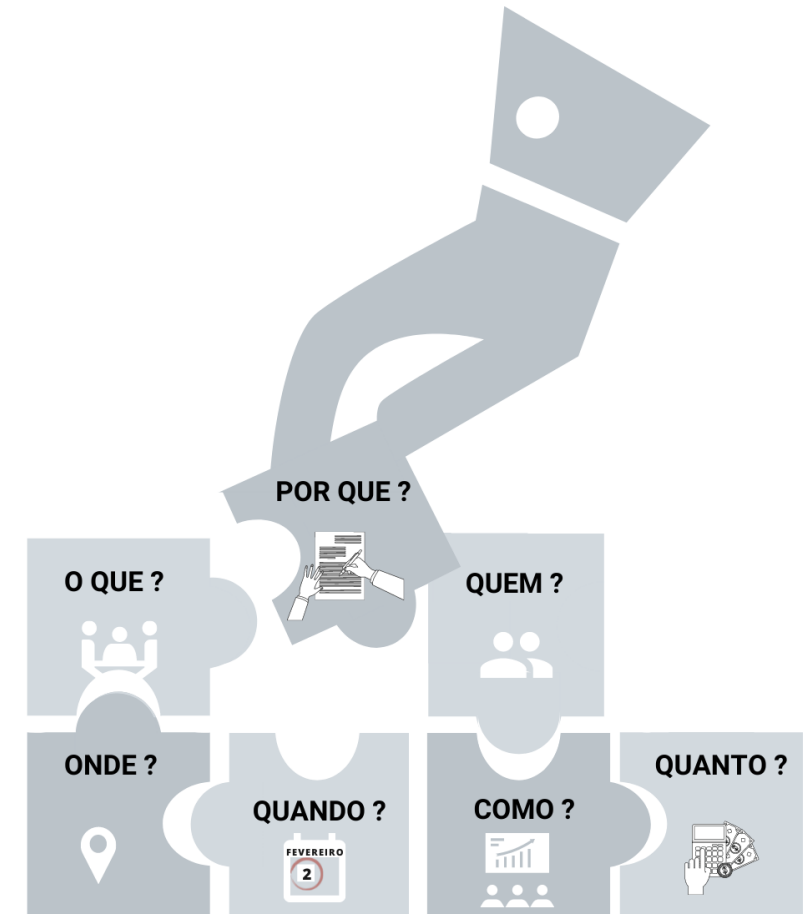 POR QUE ?
O QUE ?
QUEM ?
ONDE ?
QUANDO ?
FEVEREIRO
2
COMO ?
QUANTO ?